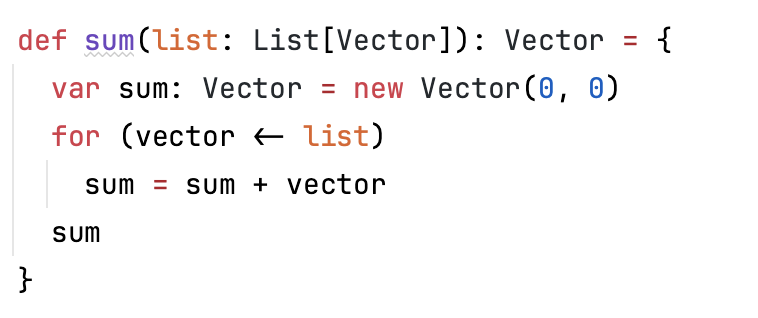 def sum(list: List[Vector]): Vector = {
  var sum: Vector = new Vector(0, 0)
  for (vector <- list)
    sum = sum + vector
  sum
}